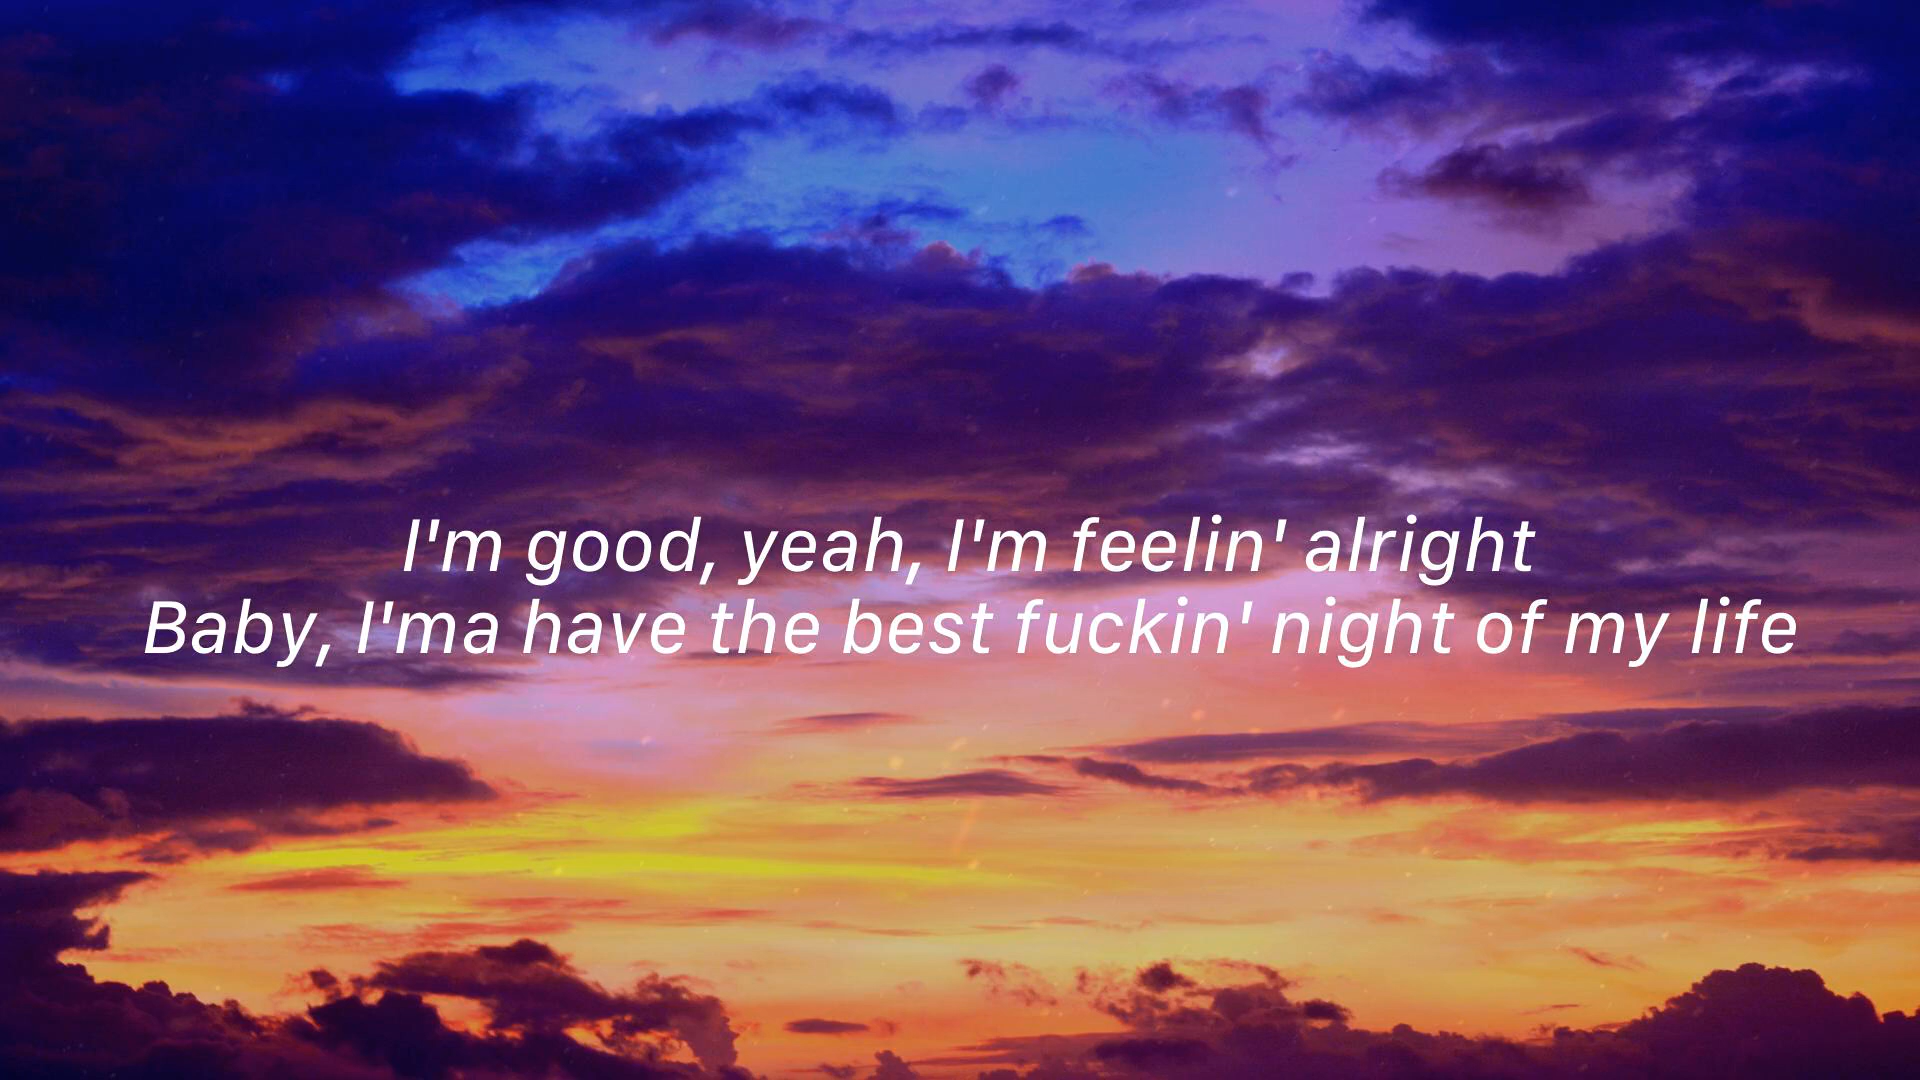 I'm good, yeah, I'm feelin' alright
Baby, I'ma have the best fuckin' night of my life